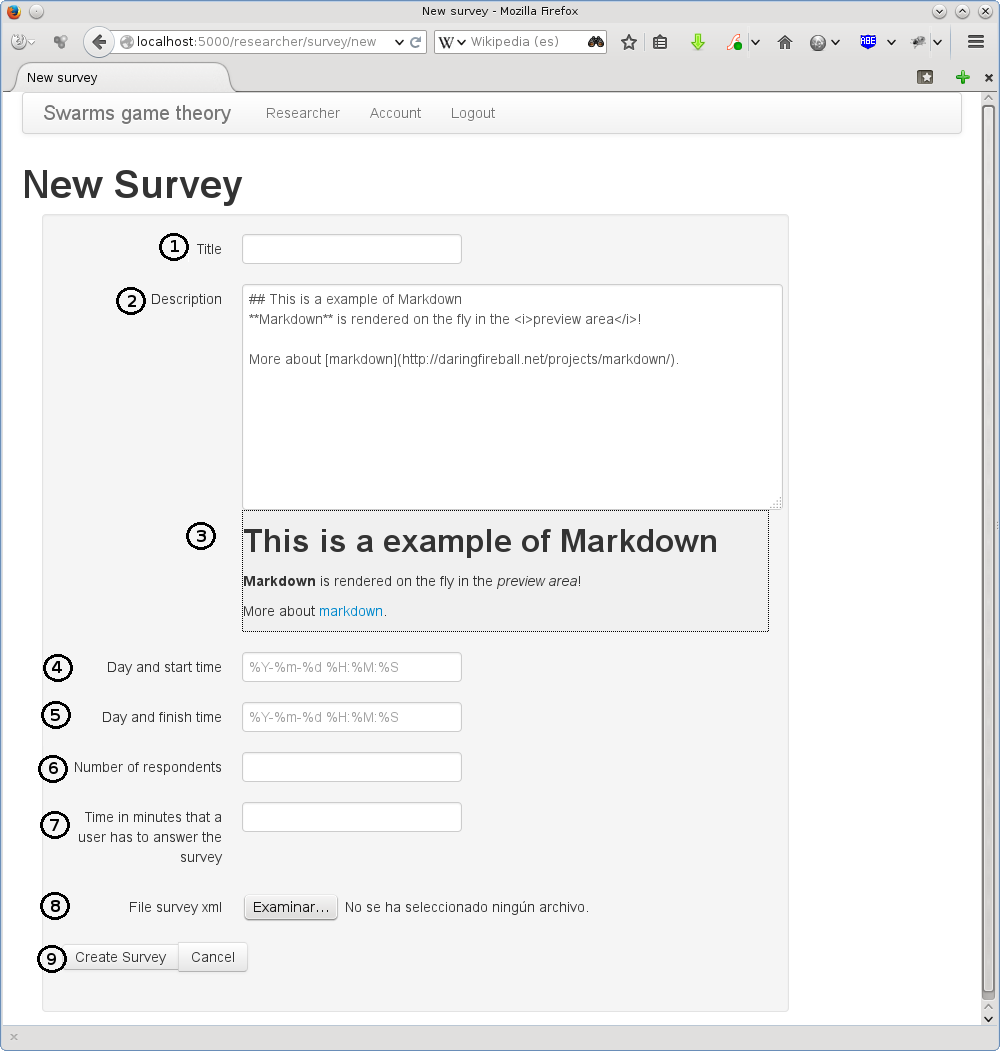 New survey - Mozilla Firefox
localhost:5000/researcher/survey/new
W Wikipedia (es)
ABE
New survey
Swarms game theory Researcher Account Logout
New Survey
1 Title
2 Description
## This is a example of Markdown
**Markdown** is rendered on the fly in the <i>preview area</i>!
More about [markdown](http://daringfireball.net/projects/markdown/).
3
This is a example of Markdown
Markdown is rendered on the fly in the preview area!
More about markdown.
4 Day and start time %Y-%m-%d %H:%M:%S
5 Day and finish time %Y-%m-%d %H:%M:%S
6 Number of respondents
7 Time in minutes that a
user has to answer the
survey
8 File survey xml Examinar... No se ha seleccionado ningún archivo.
9 Create Survey Cancel